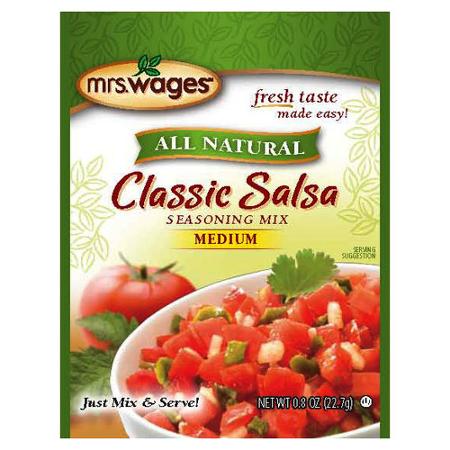 mrs.wages
fresh taste
made easy!
ALL NATURAL
Classic Salsa
SEASONING MIX
MEDIUM
SERVING
SUGGESTION
Just Mix & Serve!
NET WT 0.8 OZ (22.7g)